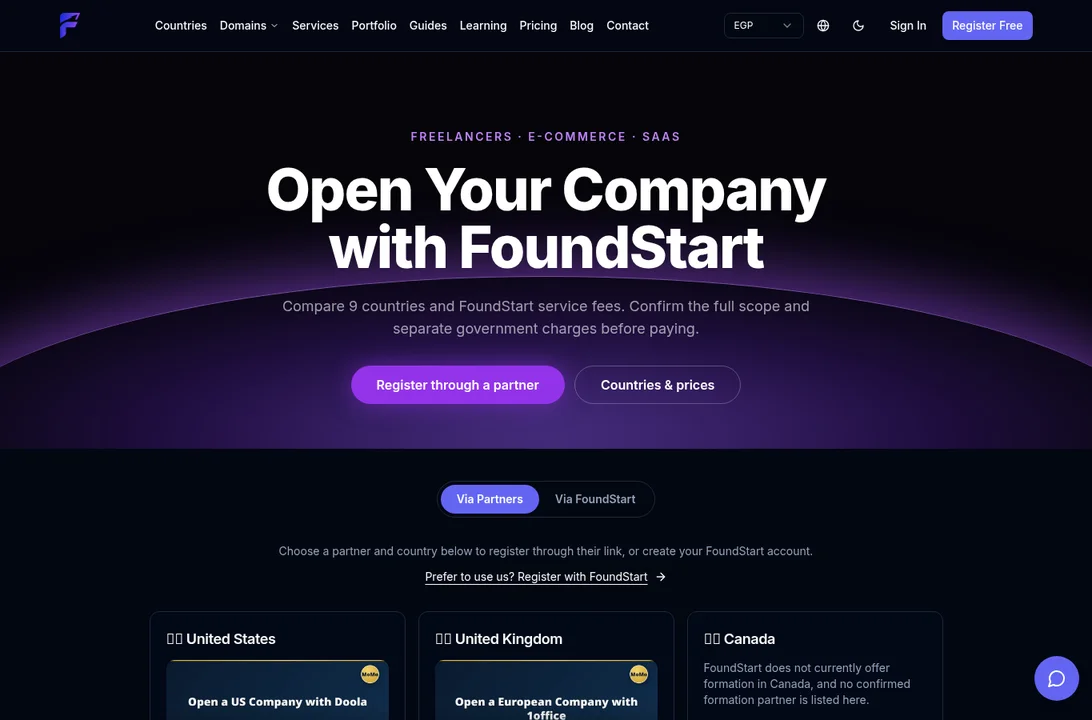 Countries Domains Services Portfolio Guides Learning Pricing Blog Contact EGP Sign In Register Free
FREELANCERS · E-COMMERCE · SAAS
Open Your Company
with FoundStart
Compare 9 countries and FoundStart service fees. Confirm the full scope and
separate government charges before paying.
Register through a partner Countries & prices
Via Partners Via FoundStart
Choose a partner and country below to register through their link, or create your FoundStart account.
Prefer to use us? Register with FoundStart →
United States
MoMo
Open a US Company with Doola
United Kingdom
MoMo
Open a European Company with
1office
Canada
FoundStart does not currently offer
formation in Canada, and no confirmed
formation partner is listed here.